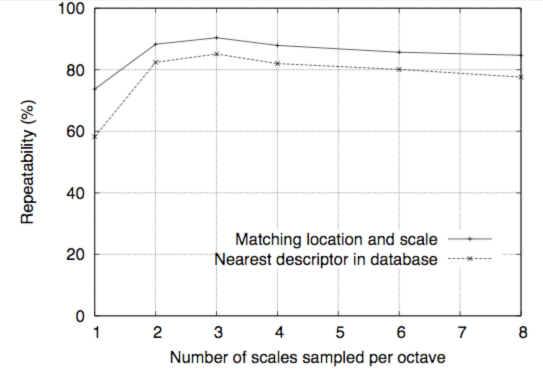 100
80
60
40
20
0
Repeatability (%)
Matching location and scale
Nearest descriptor in database
1 2 3 4 5 6 7 8
Number of scales sampled per octave